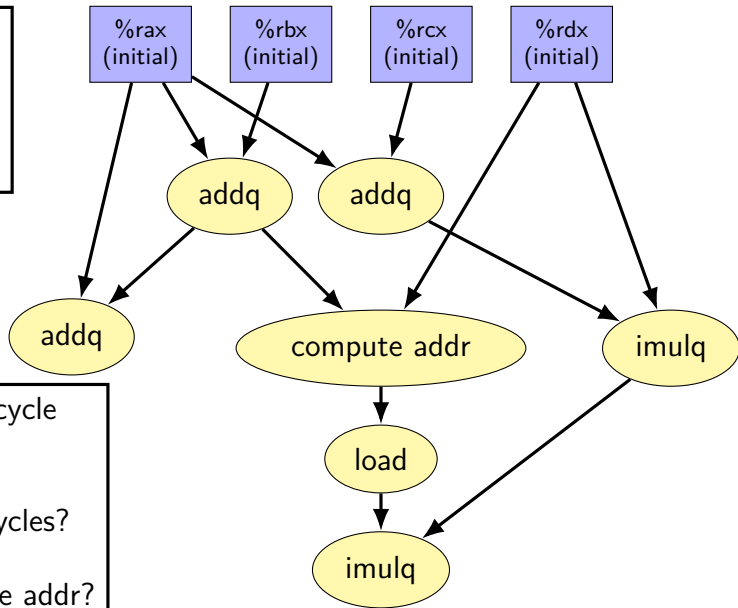 %rax
(initial)
%rbx
(initial)
%rcx
(initial)
%rdx
(initial)
addq
addq
addq
compute addr
imulq
cycle
load
ycles?
imulq
e addr?